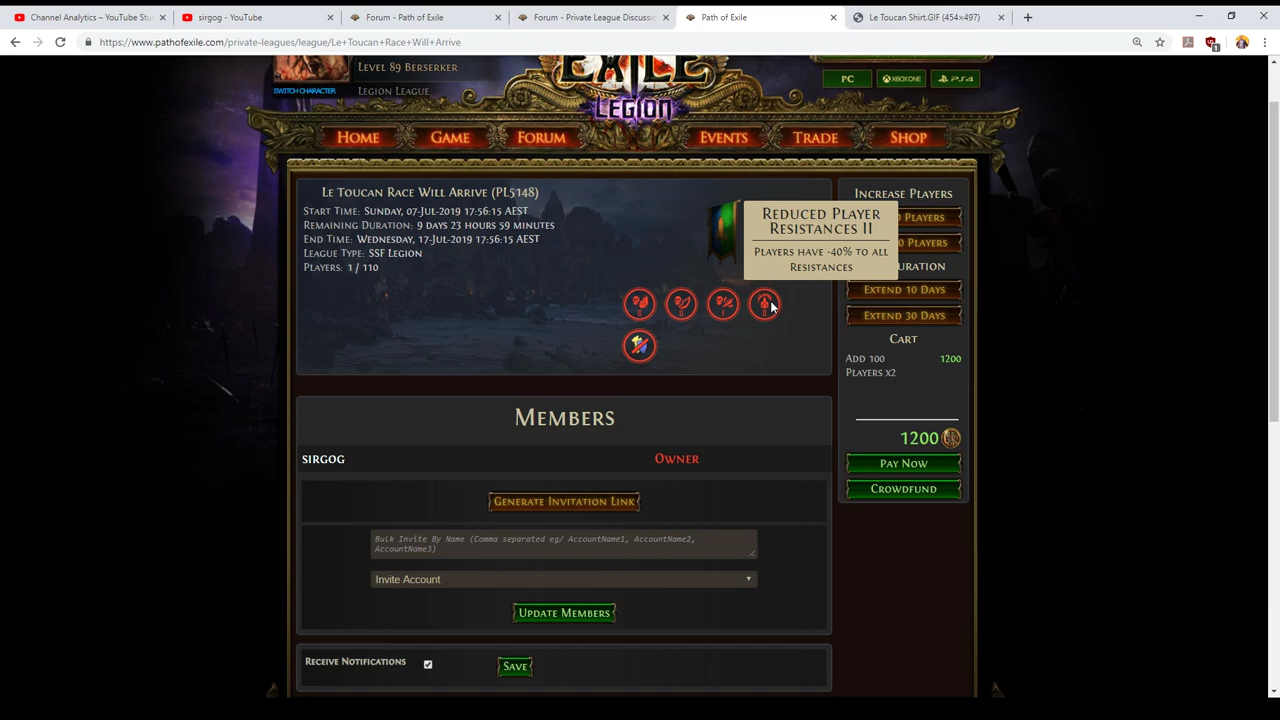 Channel Analytics – YouTube Stu
sirgog - YouTube
Forum - Path of Exile
Forum - Private League Discussio
Path of Exile
Le Toucan Shirt.GIF (454×497)
https://www.pathofexile.com/private-leagues/league/Le+Toucan+Race+Will+Arrive
Level 89 Berserker
SWITCH CHARACTER
Legion League
EXILE
LEGION
PC
XBOX ONE
PS4
Home
Game
Forum
Events
Trade
Shop
Le Toucan Race Will Arrive (PL5148)
Start Time: Sunday, 07-Jul-2019 17:56:15 AEST
Remaining Duration: 9 days 23 hours 59 minutes
End Time: Wednesday, 17-Jul-2019 17:56:15 AEST
League Type: SSF Legion
Players: 1 / 110
Reduced Player
Resistances II
Players have -40% to all
Resistances
Increase Players
Players
Players
Extend 10 Days
Extend 30 Days
Cart
Add 100
Players x2
1200
1200
Pay Now
Crowdfund
Members
sirgog
Owner
Generate Invitation Link
Bulk Invite By Name (Comma separated eg/ AccountName1, AccountName2,
AccountName3)
Invite Account
Update Members
Receive Notifications
Save